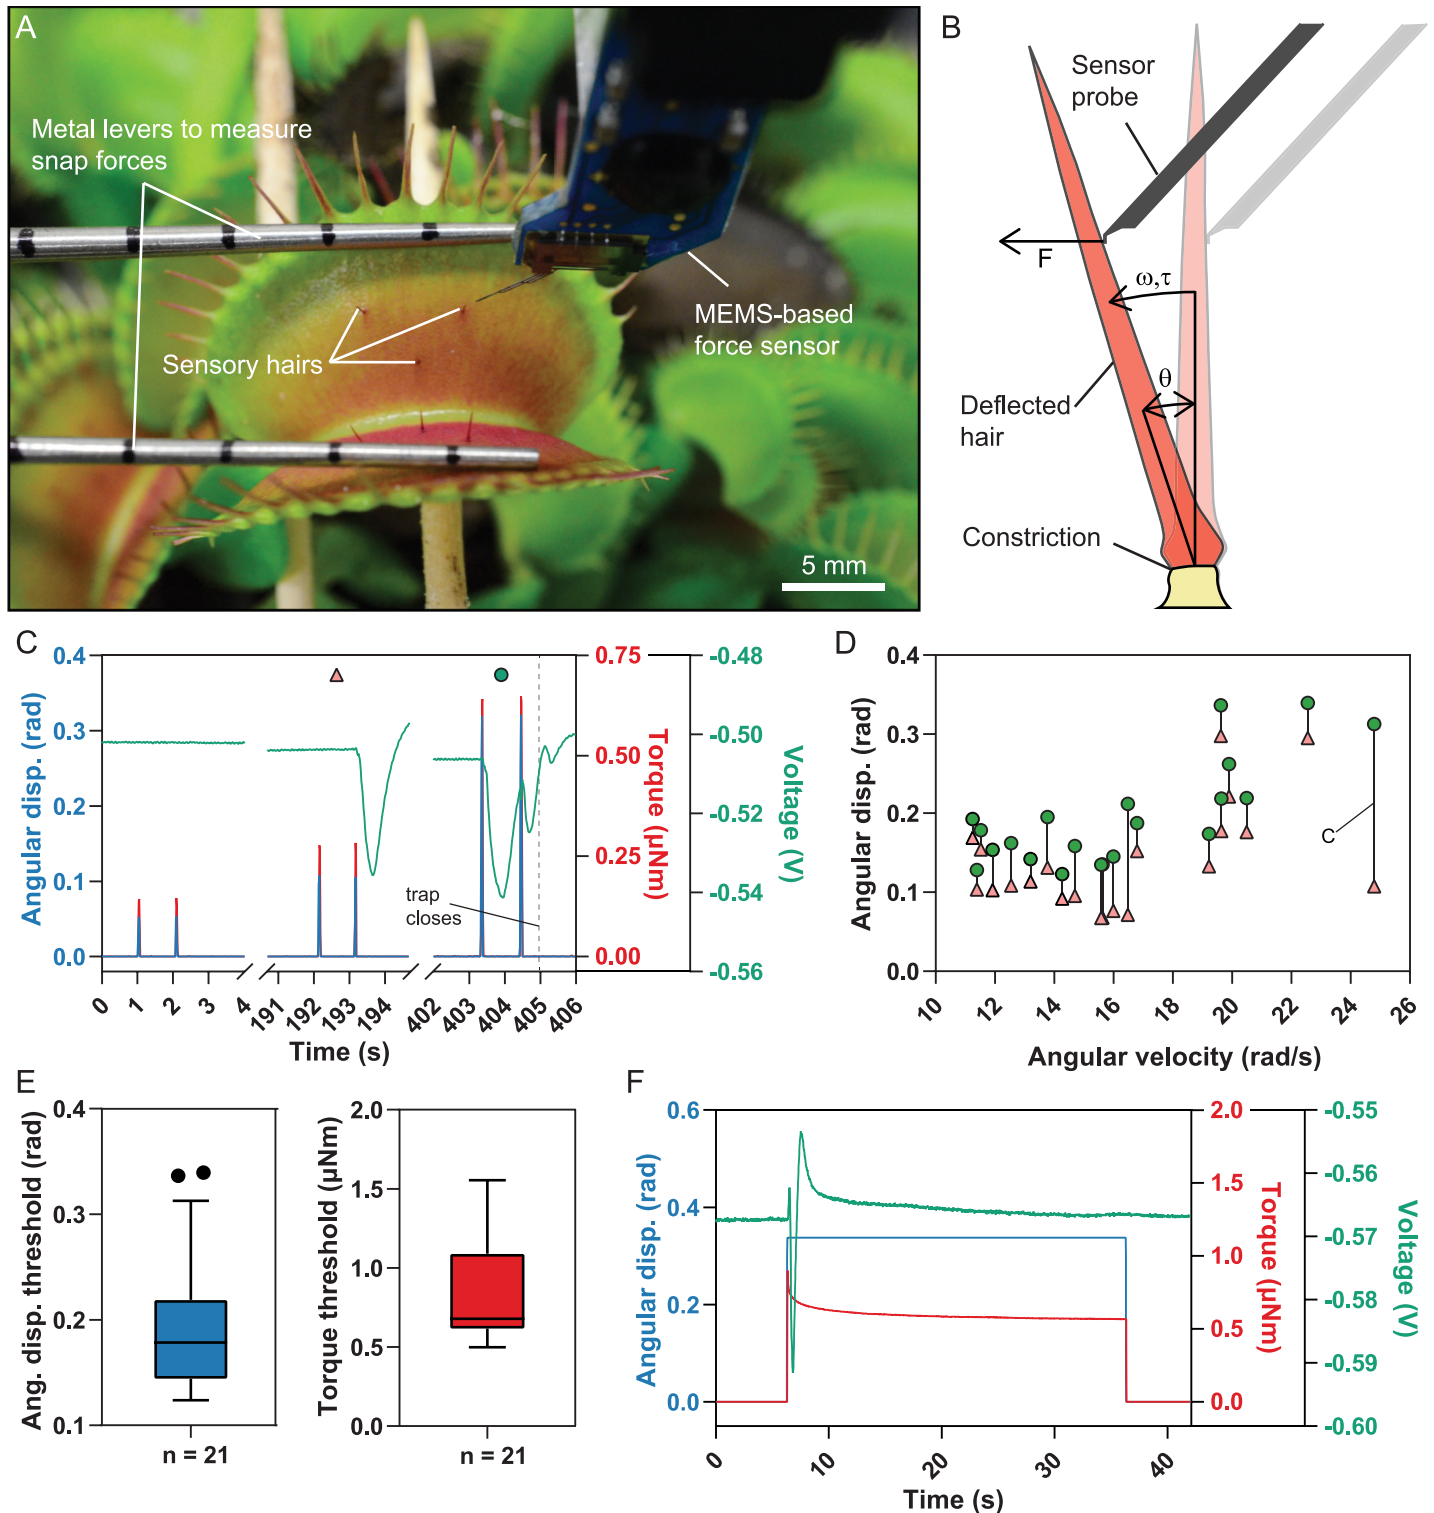 A
Metal levers to measure
snap forces
Sensory hairs
MEMS-based
force sensor
5 mm
B
Sensor
probe
F
ω,τ
θ
Deflected
hair
Constriction
C
Angular disp. (rad)
0.4
0.3
0.2
0.1
0.0
0.75
0.50
0.25
0.00
Torque (µNm)
-0.48
-0.50
-0.52
-0.54
-0.56
Voltage (V)
trap
closes
0 1 2 3 4 191 192 193 194 402 403 404 405 406
Time (s)
D
Angular disp. (rad)
0.4
0.3
0.2
0.1
0.0
C
10 12 14 16 18 20 22 24 26
Angular velocity (rad/s)
E
Ang. disp. threshold (rad)
0.4
0.3
0.2
0.1
n = 21
Torque threshold (µNm)
2.0
1.5
1.0
0.5
0.0
n = 21
F
Angular disp. (rad)
0.6
0.4
0.2
0.0
2.0
1.5
1.0
0.5
0.0
Torque (µNm)
-0.55
-0.56
-0.57
-0.58
-0.59
-0.60
Voltage (V)
0 10 20 30 40
Time (s)